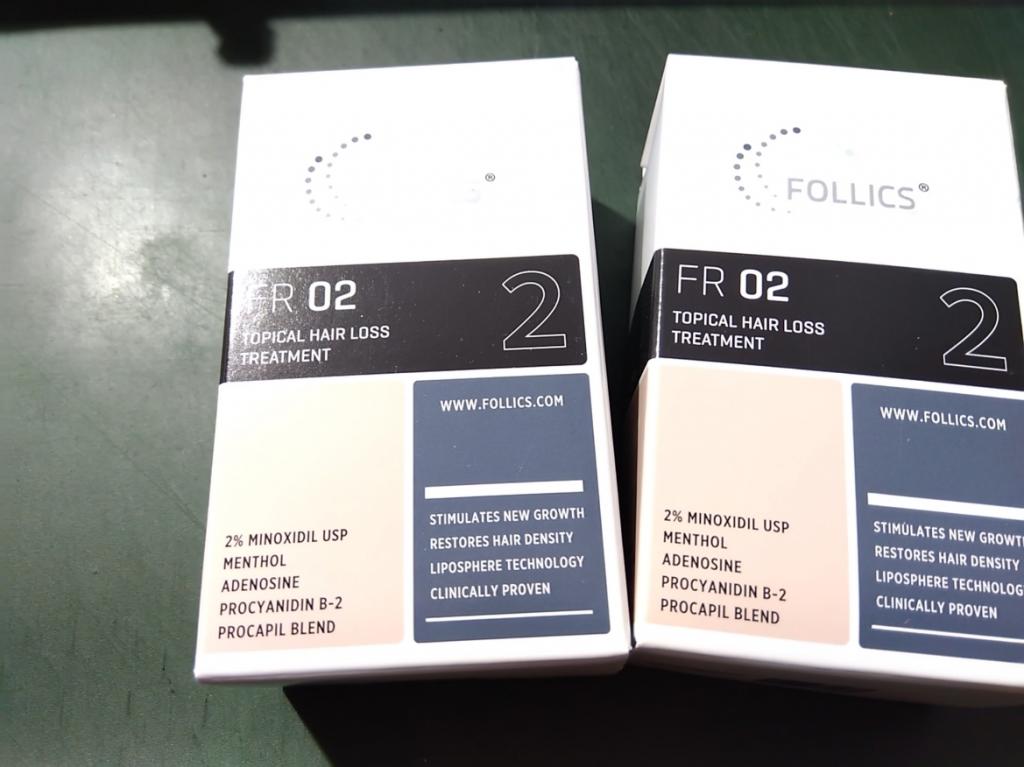 ®
FR 02
2
TOPICAL HAIR LOSS
TREATMENT
WWW.FOLLICS.COM
2% MINOXIDIL USP
MENTHOL
ADENOSINE
PROCYANIDIN B-2
PROCAPIL BLEND
STIMULATES NEW GROWTH
RESTORES HAIR DENSITY
LIPOSPHERE TECHNOLOGY
CLINICALLY PROVEN
FOLLICS®
FR 02
2
TOPICAL HAIR LOSS
TREATMENT
WWW.FOLLICS.COM
2% MINOXIDIL USP
MENTHOL
ADENOSINE
PROCYANIDIN B-2
PROCAPIL BLEND
STIMULATES NEW GROWT
RESTORES HAIR DENSITY
LIPOSPHERE TECHNOLOG
CLINICALLY PROVEN